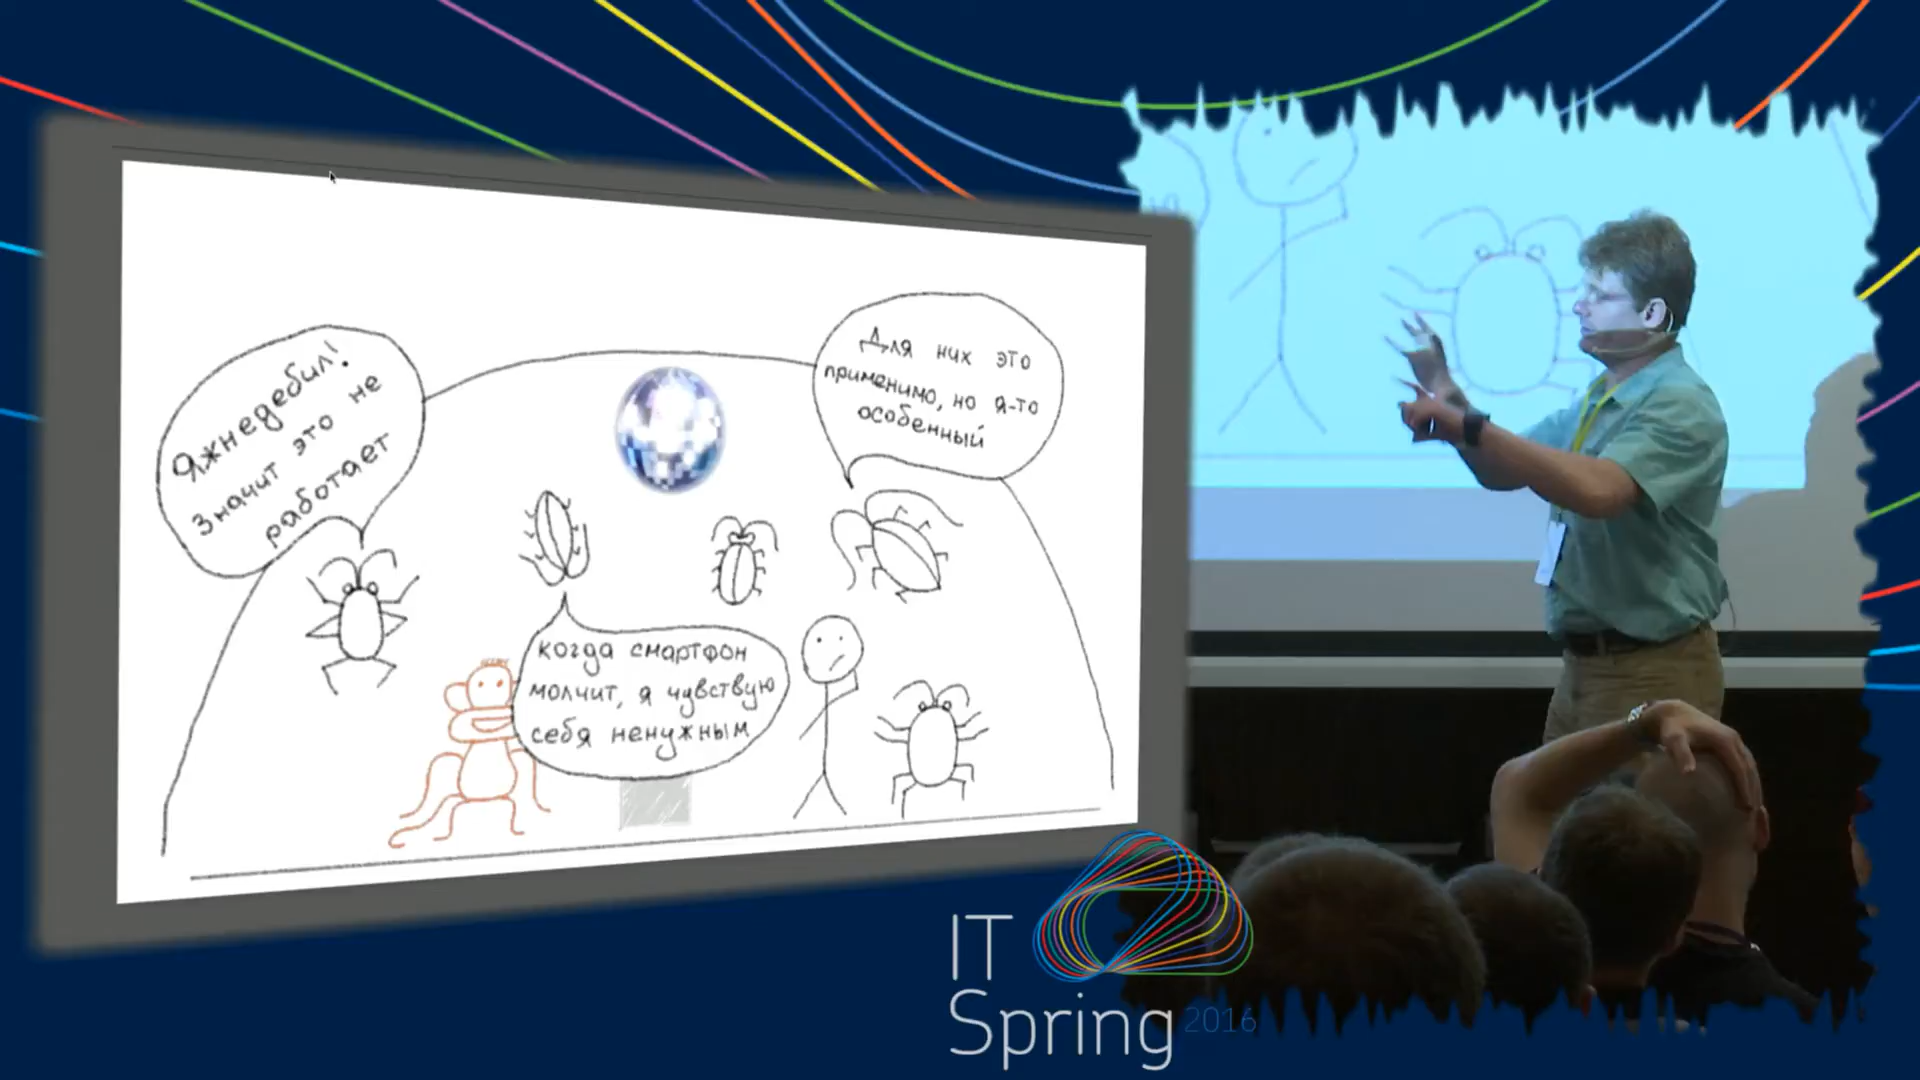 Яжнедебил!
Значит это не
работает
Для них это
применимо, но я-то
особенный
когда смартфон
молчит, я чувствую
себя ненужным
IT
Spring 2016